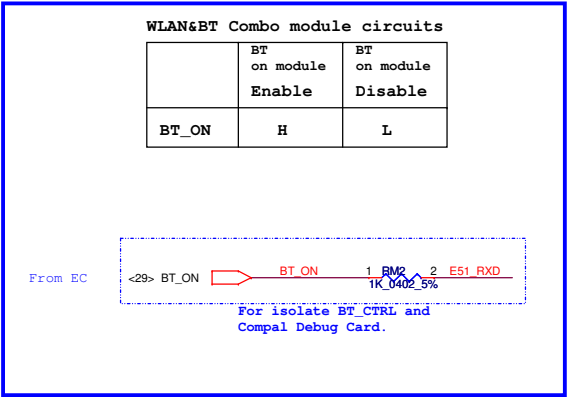 WLAN&BT Combo module circuits
BT on module Enable
BT on module Disable
BT_ON H L
From EC
<29> BT_ON
BT_ON
1 RM2 2
E51_RXD
1K_0402_5%
For isolate BT_CTRL and
Compal Debug Card.